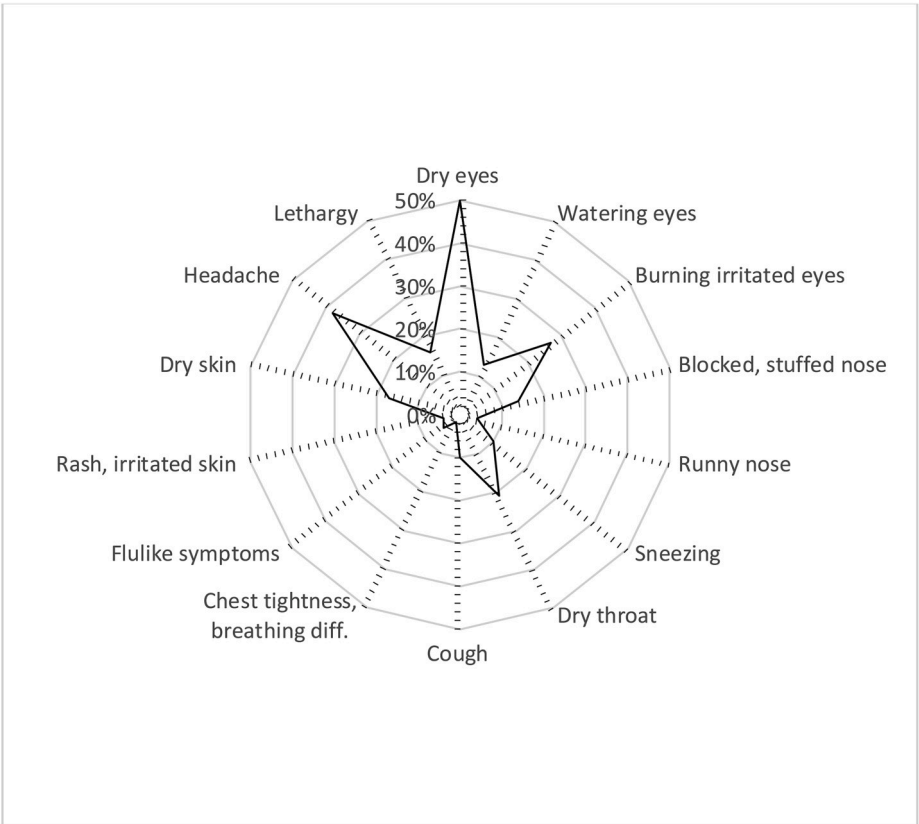 Dry eyes
50%
Lethargy
Watering eyes
40%
Headache
Burning irritated eyes
30%
20%
Dry skin
Blocked, stuffed nose
10%
0%
Rash, irritated skin
Runny nose
Flulike symptoms
Sneezing
Chest tightness,
breathing diff.
Dry throat
Cough